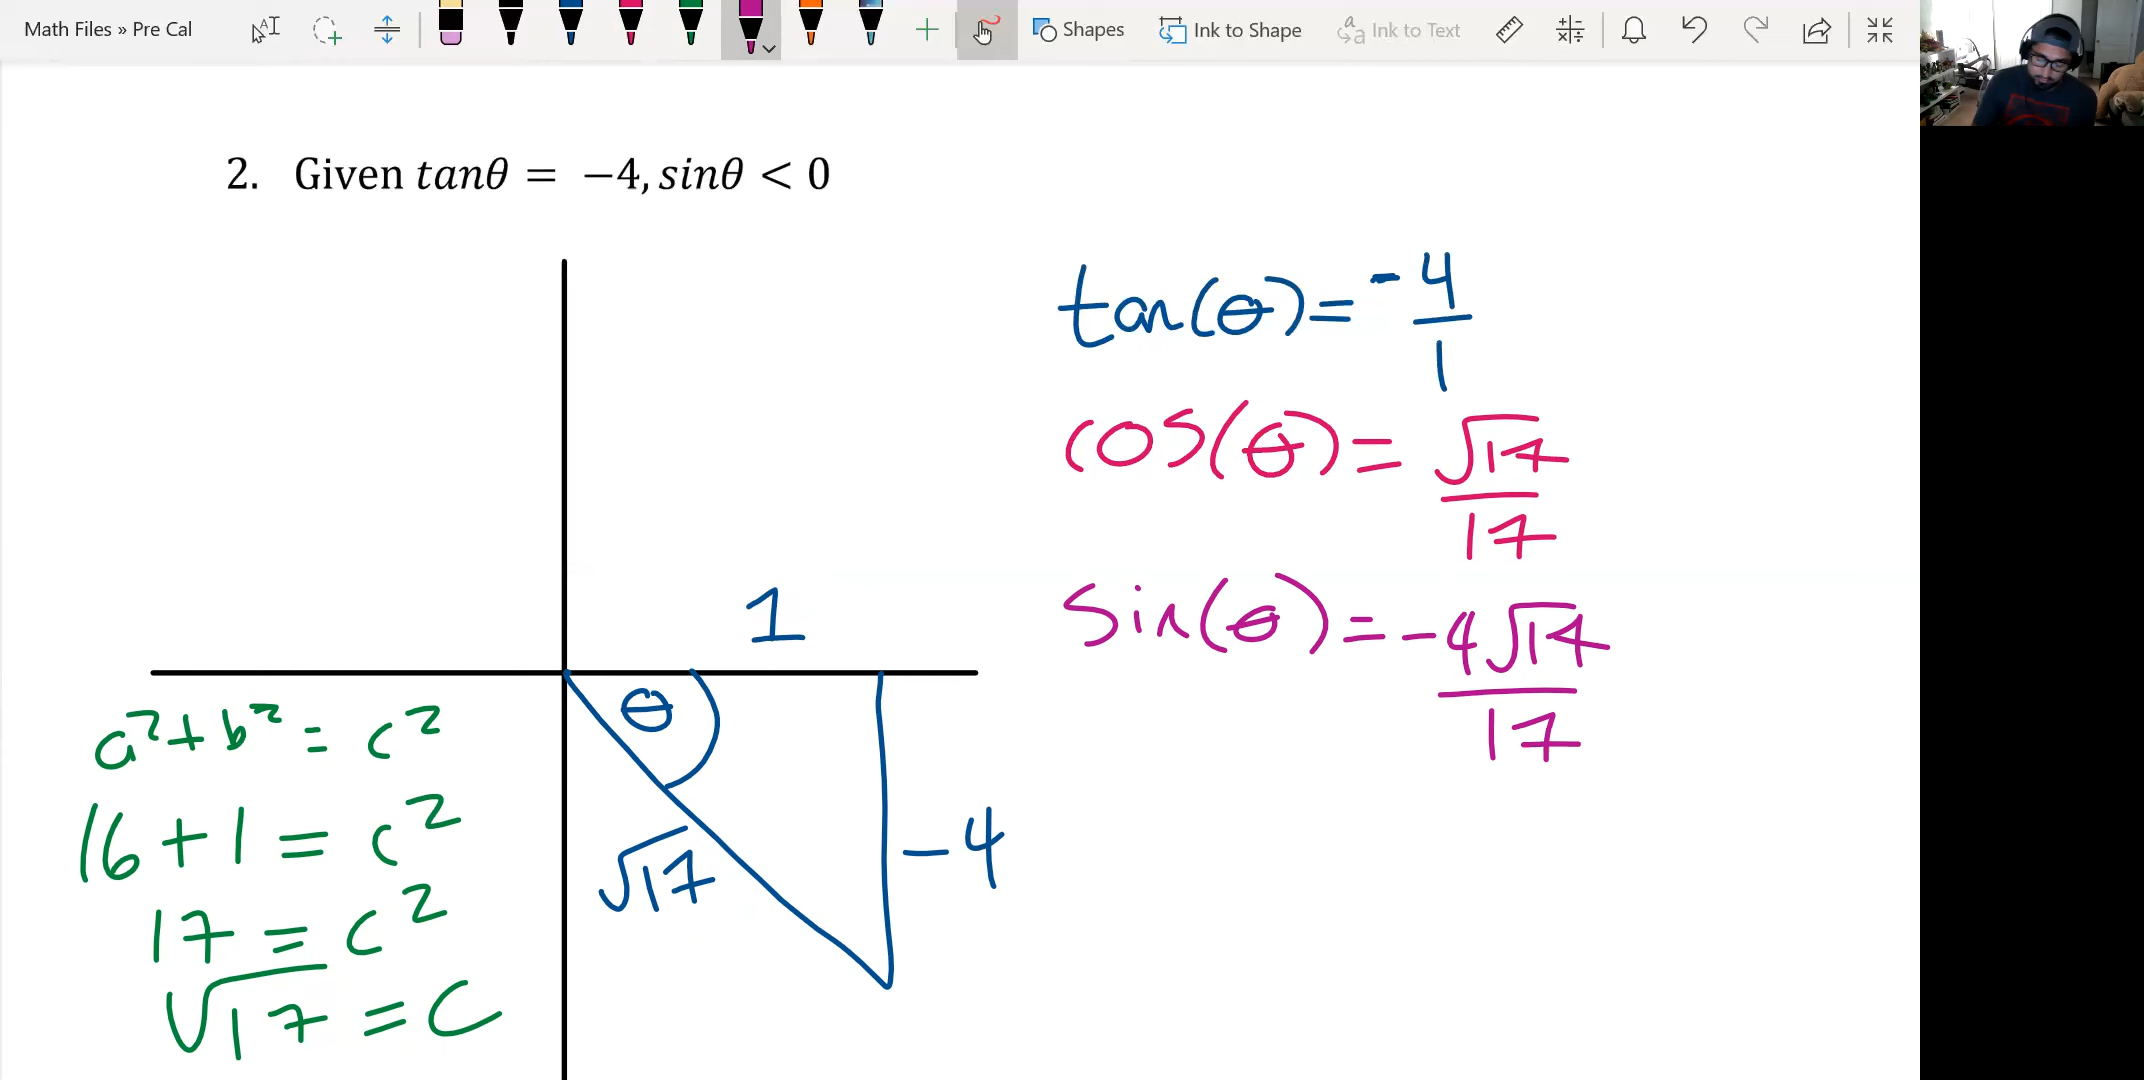 Math Files » Pre Cal
Shapes
Ink to Shape
Ink to Text
2. Given tanθ = −4, sinθ < 0
tan(θ) = -4/1
cos(θ) = √17/17
sin(θ) = -4√17/17
1
θ
√17
-4
a² + b² = c²
16 + 1 = c²
17 = c²
√17 = c